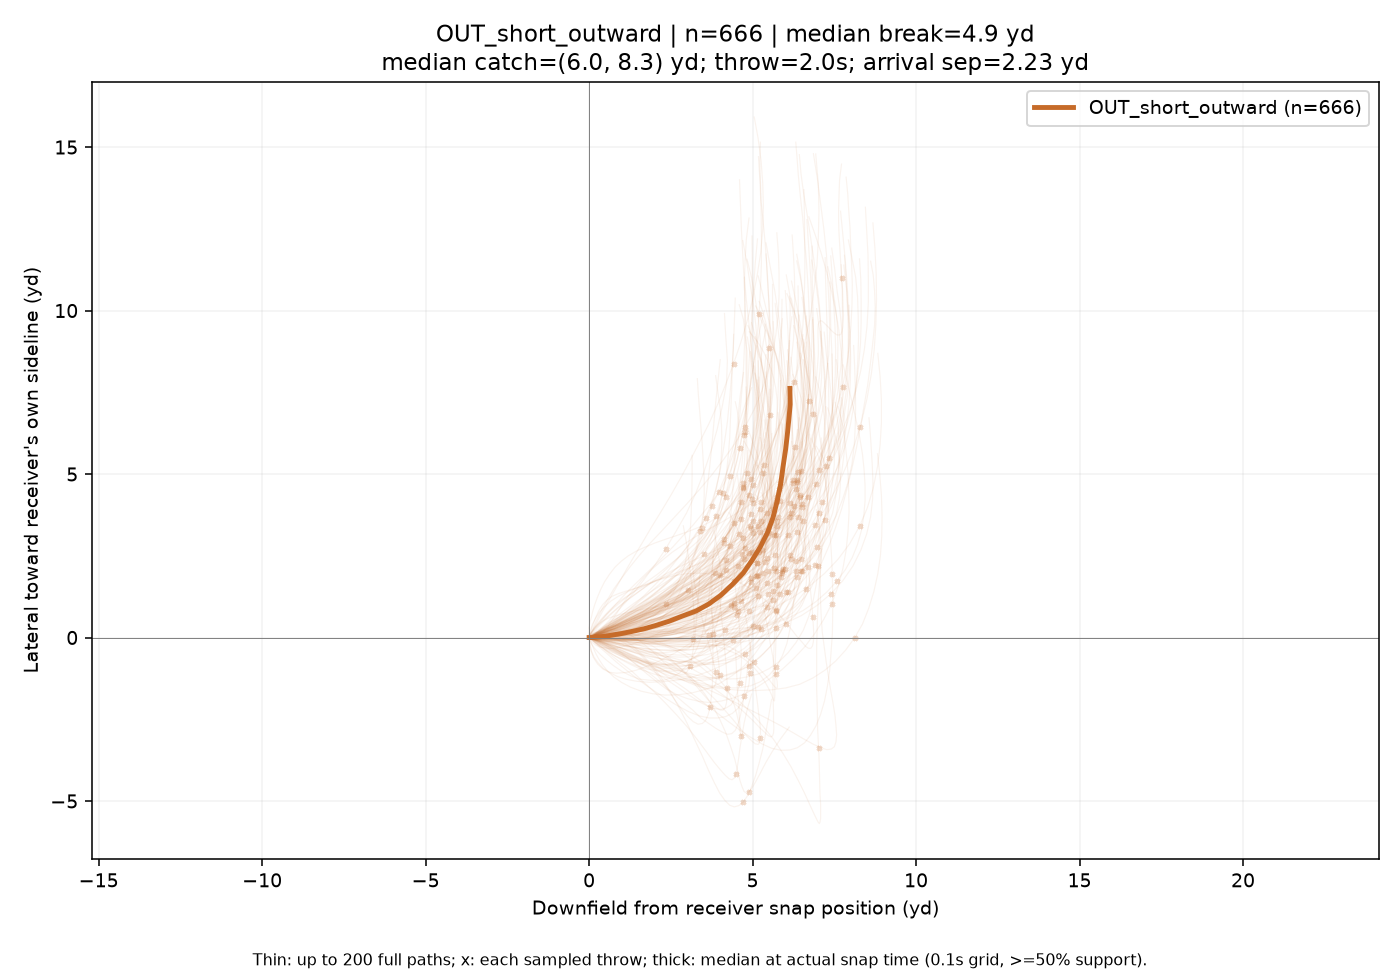 OUT_short_outward | n=666 | median break=4.9 yd
median catch=(6.0, 8.3) yd; throw=2.0s; arrival sep=2.23 yd
OUT_short_outward (n=666)
Lateral toward receiver's own sideline (yd)
15
10
5
0
−5
−15
−10
−5
0
5
10
15
20
Downfield from receiver snap position (yd)
Thin: up to 200 full paths; x: each sampled throw; thick: median at actual snap time (0.1s grid, >=50% support).